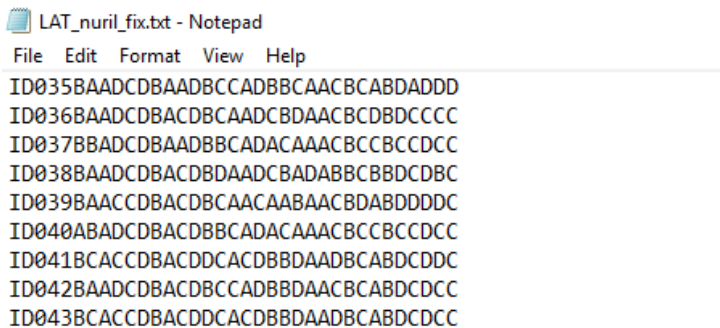 LAT_nuril_fix.txt - Notepad
File Edit Format View Help
ID035BAADCDBAADBCCADBBCAACBCABDADDD
ID036BAADCDBACDBCAADCBDAACBCDBDCCCC
ID037BBADCDBAADBBCADACAAACBCCBCCDCC
ID038BAADCDBACDBDAADCBADABBCBBDCDBC
ID039BAACCDBACDBCAACAABAACBDABDDDDC
ID040ABADCDBACDBBCADACAAACBCCBCCDCC
ID041BCACCDBACDDCACDBBDAADBCABDCDDC
ID042BAADCDBACDBCCADBBDAACBCABDCDCC
ID043BCACCDBACDDCACDBBDAADBCABDCDCC